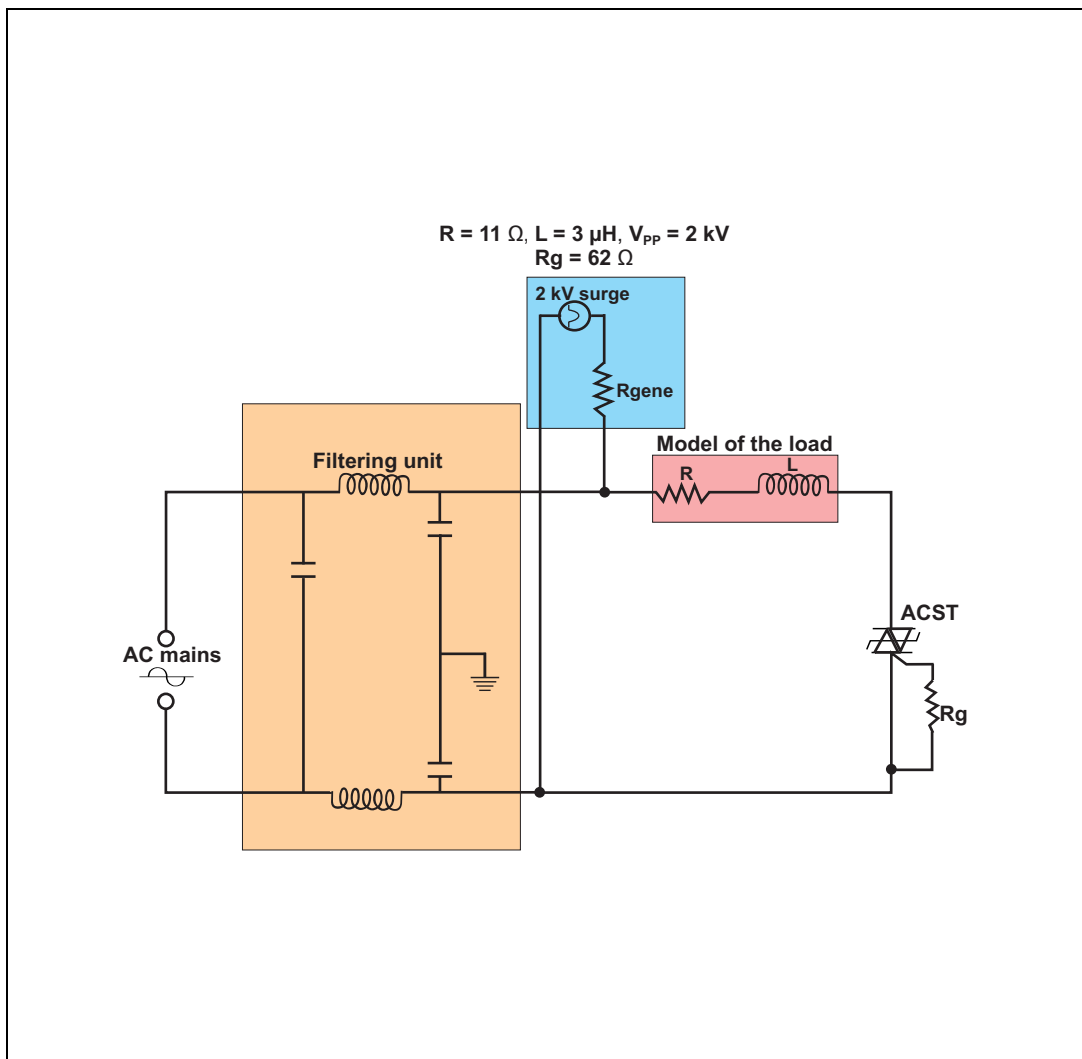 R = 11 Ω, L = 3 µH, VPP = 2 kV
Rg = 62 Ω
2 kV surge
Rgene
Model of the load
Filtering unit
R
L
ACST
AC mains
Rg